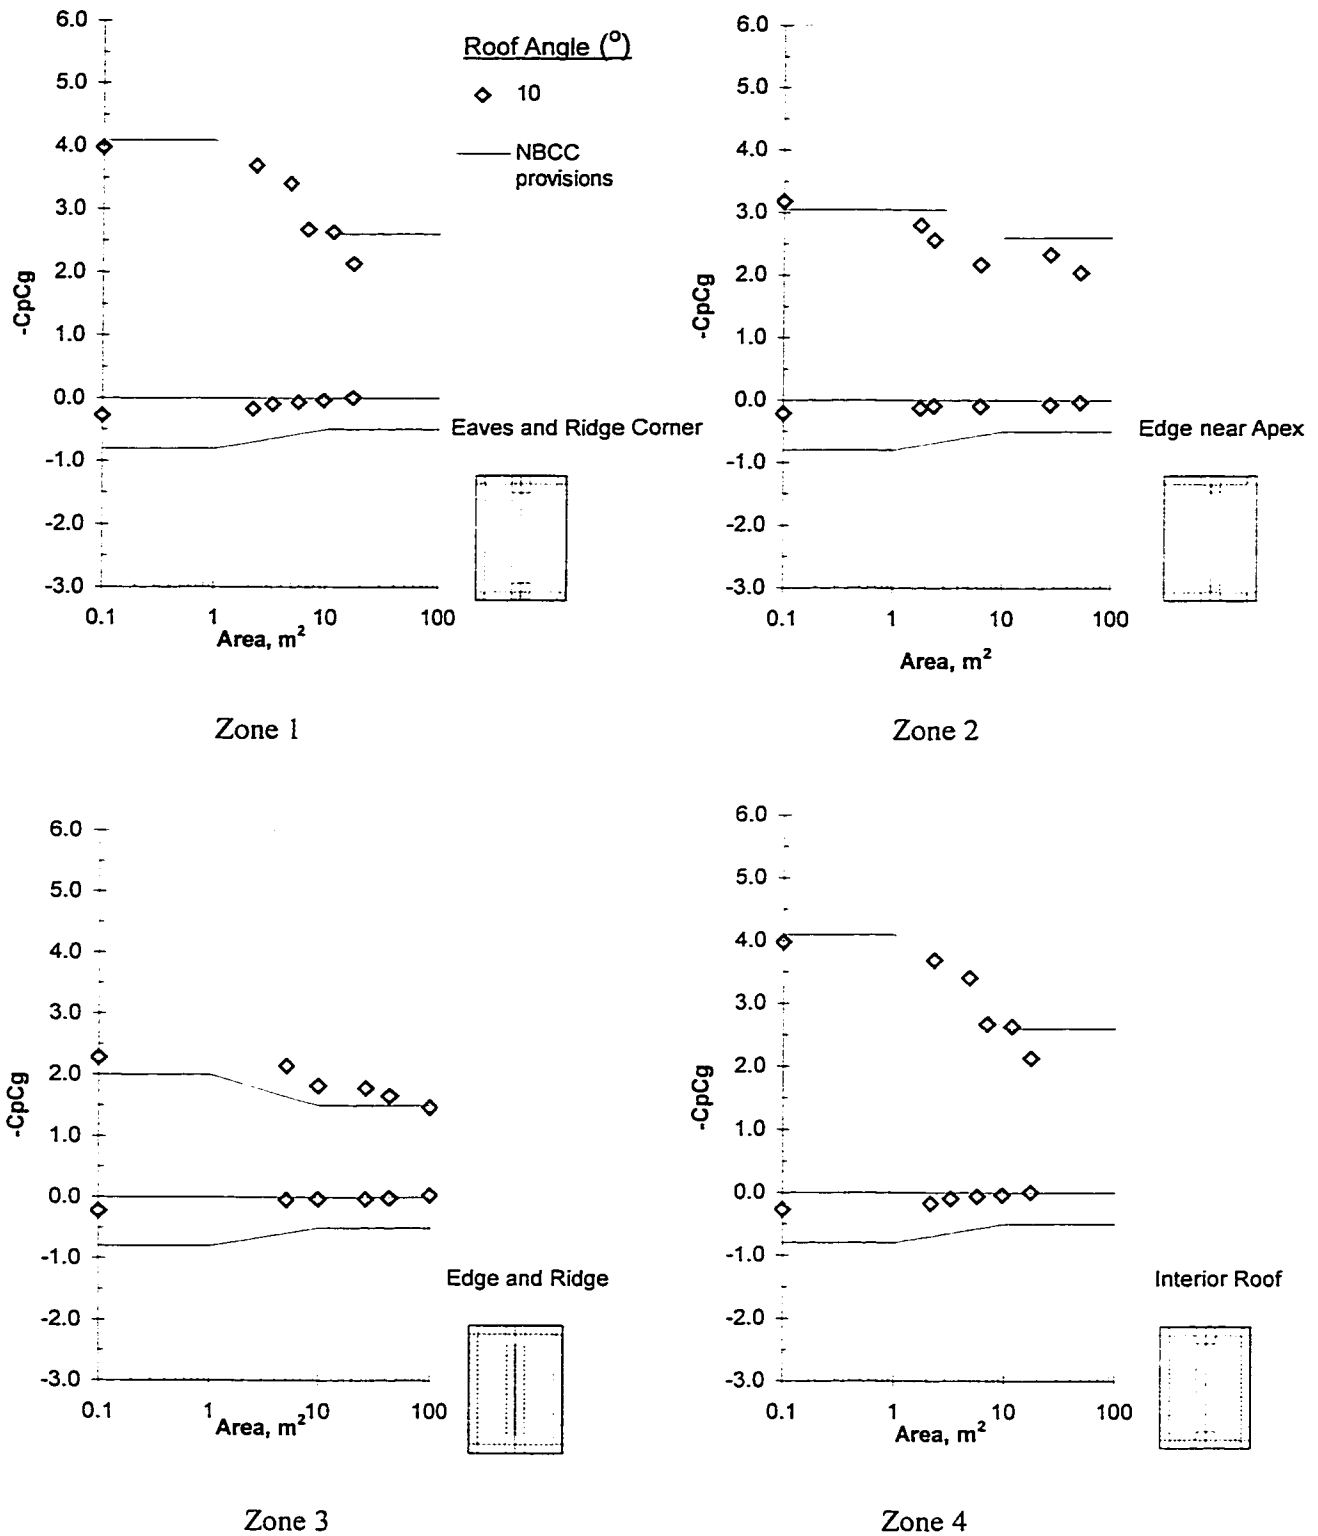 6.0
5.0
4.0
3.0
2.0
1.0
0.0
-1.0
-2.0
-3.0
-CpCg
0.1 1 10 100
Area, m²
Roof Angle (°)
10
NBCC
provisions
Eaves and Ridge Corner
Zone 1
6.0
5.0
4.0
3.0
2.0
1.0
0.0
-1.0
-2.0
-3.0
-CpCg
0.1 1 10 100
Area, m²
Edge near Apex
Zone 2
6.0
5.0
4.0
3.0
2.0
1.0
0.0
-1.0
-2.0
-3.0
-CpCg
0.1 1 10 100
Area, m²
Edge and Ridge
Zone 3
6.0
5.0
4.0
3.0
2.0
1.0
0.0
-1.0
-2.0
-3.0
-CpCg
0.1 1 10 100
Area, m²
Interior Roof
Zone 4